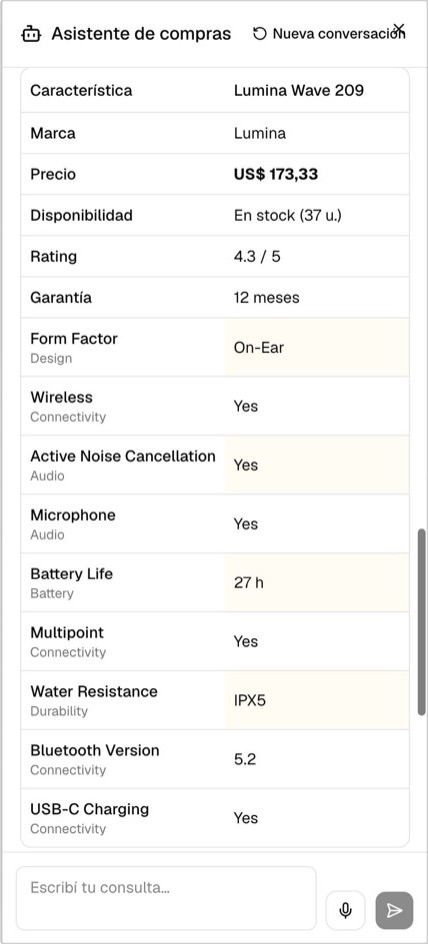 Asistente de compras
Nueva conversación
Característica Lumina Wave 209
Marca Lumina
Precio US$ 173,33
Disponibilidad En stock (37 u.)
Rating 4.3 / 5
Garantía 12 meses
Form Factor
Design
On-Ear
Wireless
Connectivity
Yes
Active Noise Cancellation
Audio
Yes
Microphone
Audio
Yes
Battery Life
Battery
27 h
Multipoint
Connectivity
Yes
Water Resistance
Durability
IPX5
Bluetooth Version
Connectivity
5.2
USB-C Charging
Connectivity
Yes
Escribí tu consulta...